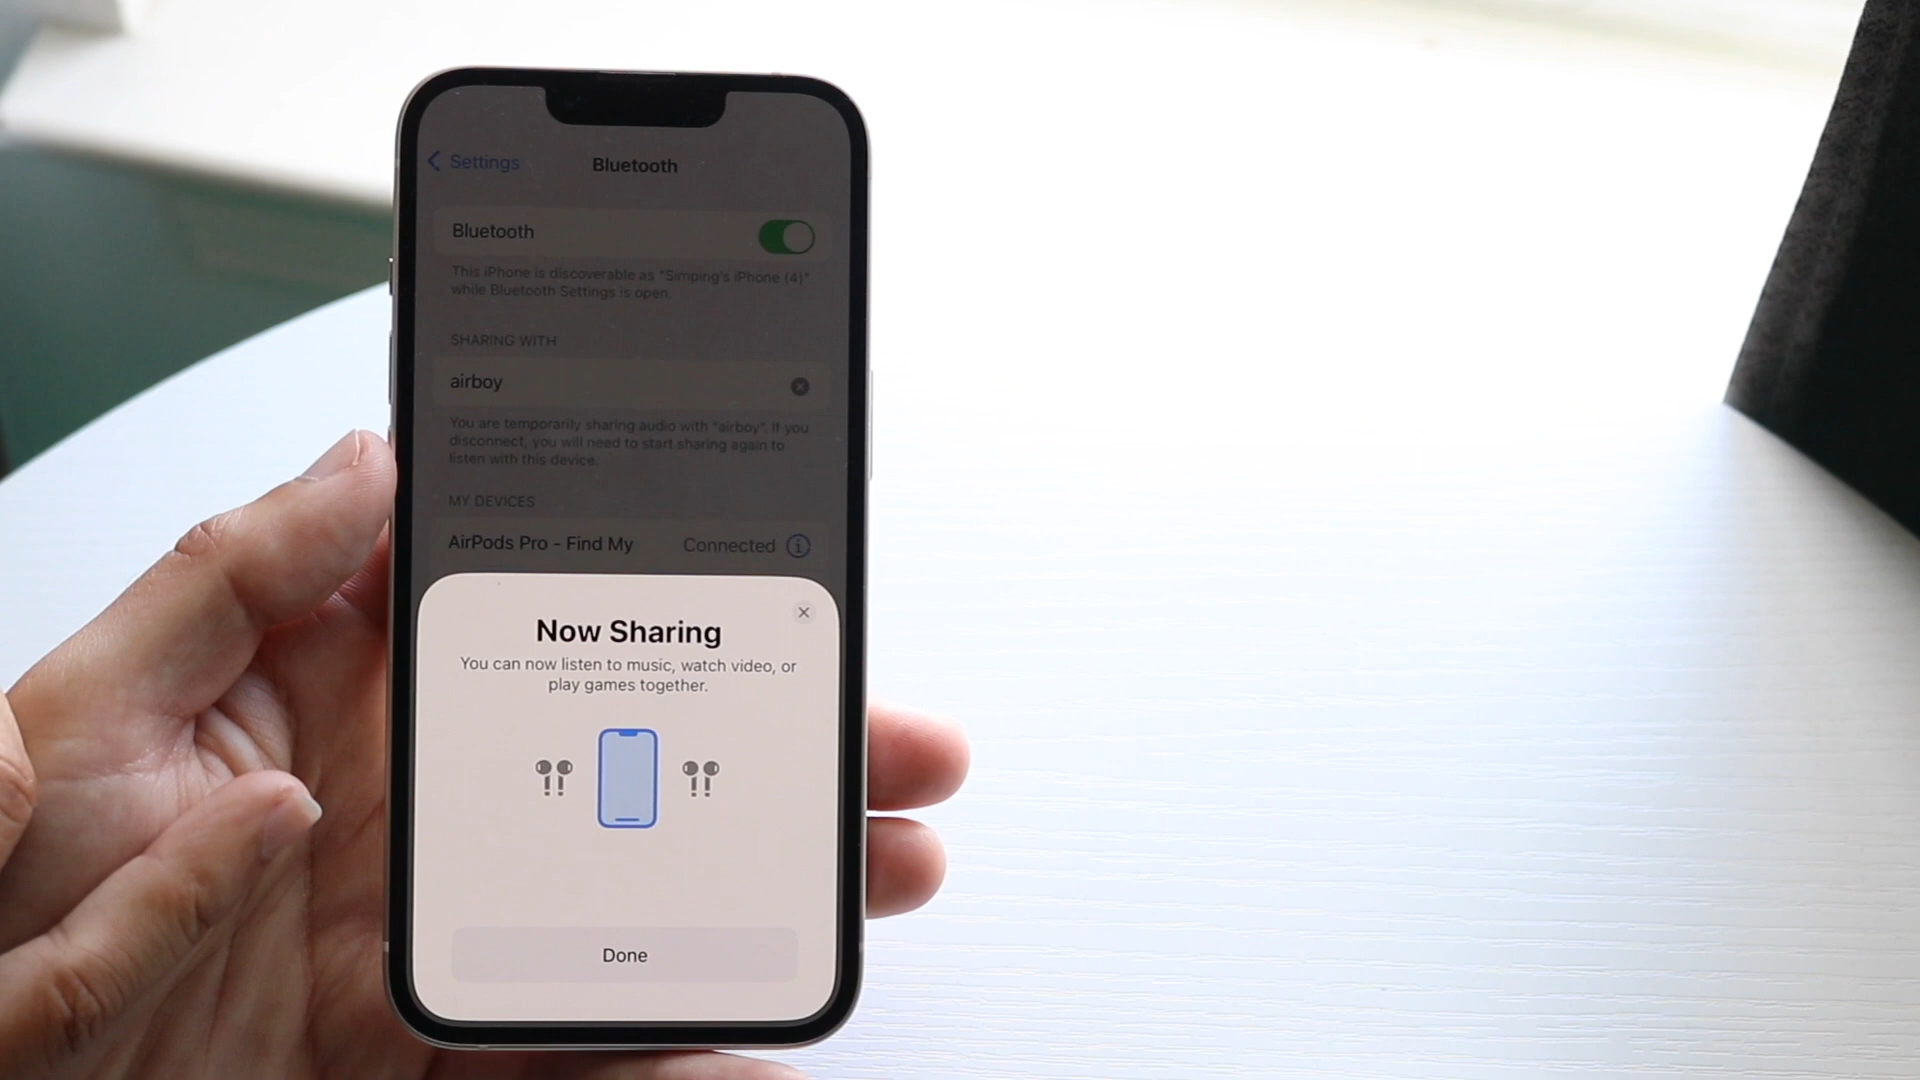 Settings
Bluetooth
Bluetooth
This iPhone is discoverable as "Simping's iPhone (4)"
while Bluetooth Settings is open.
SHARING WITH
airboy
You are temporarily sharing audio with "airboy". If you
disconnect, you will need to start sharing again to
listen with this device.
MY DEVICES
AirPods Pro - Find My Connected
Now Sharing
You can now listen to music, watch video, or
play games together.
Done